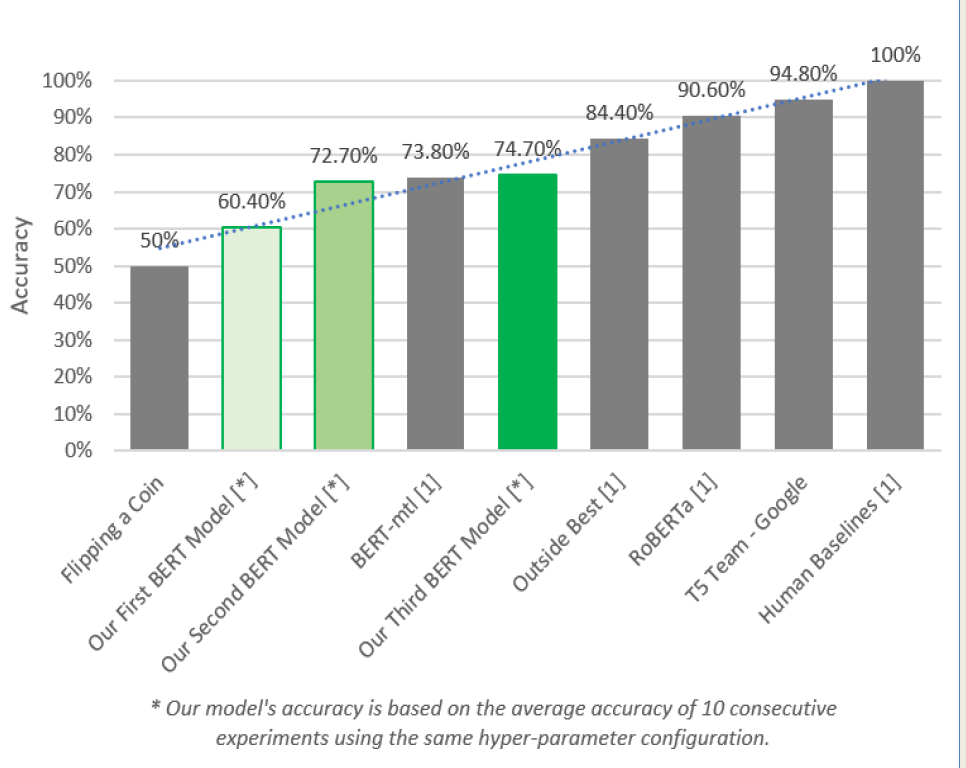 100%
94.80%
90.60%
84.40%
74.70%
73.80%
72.70%
60.40%
50%
Accuracy
100%
90%
80%
70%
60%
50%
40%
30%
20%
10%
0%
Flipping a Coin
Our First BERT Model [*]
Our Second BERT Model [*]
BERT-mtl [1]
Our Third BERT Model [*]
Outside Best [1]
RoBERTa [1]
T5 Team - Google
Human Baselines [1]
* Our model's accuracy is based on the average accuracy of 10 consecutive
experiments using the same hyper-parameter configuration.